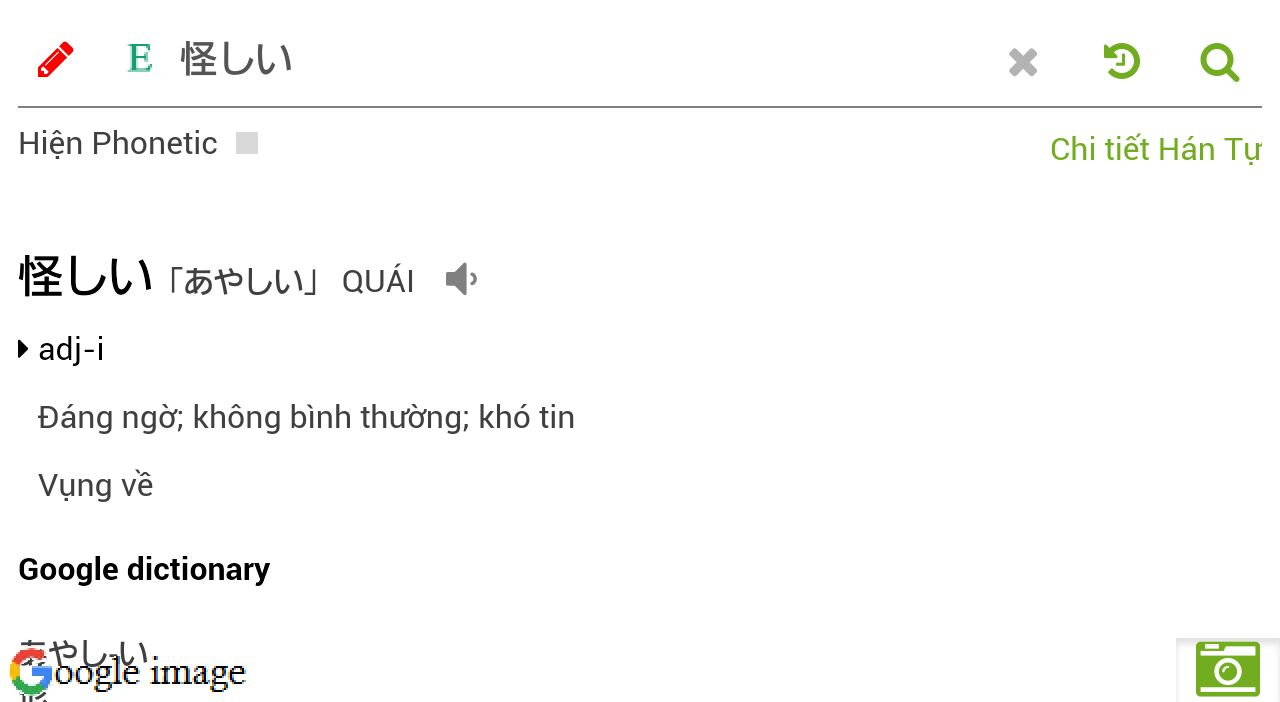 E 怪しい
Hiện Phonetic
Chi tiết Hán Tự
怪しい「あやしい」 QUÁI
adj-i
Đáng ngờ; không bình thường; khó tin
Vụng về
Google dictionary
あやし-い
Google image